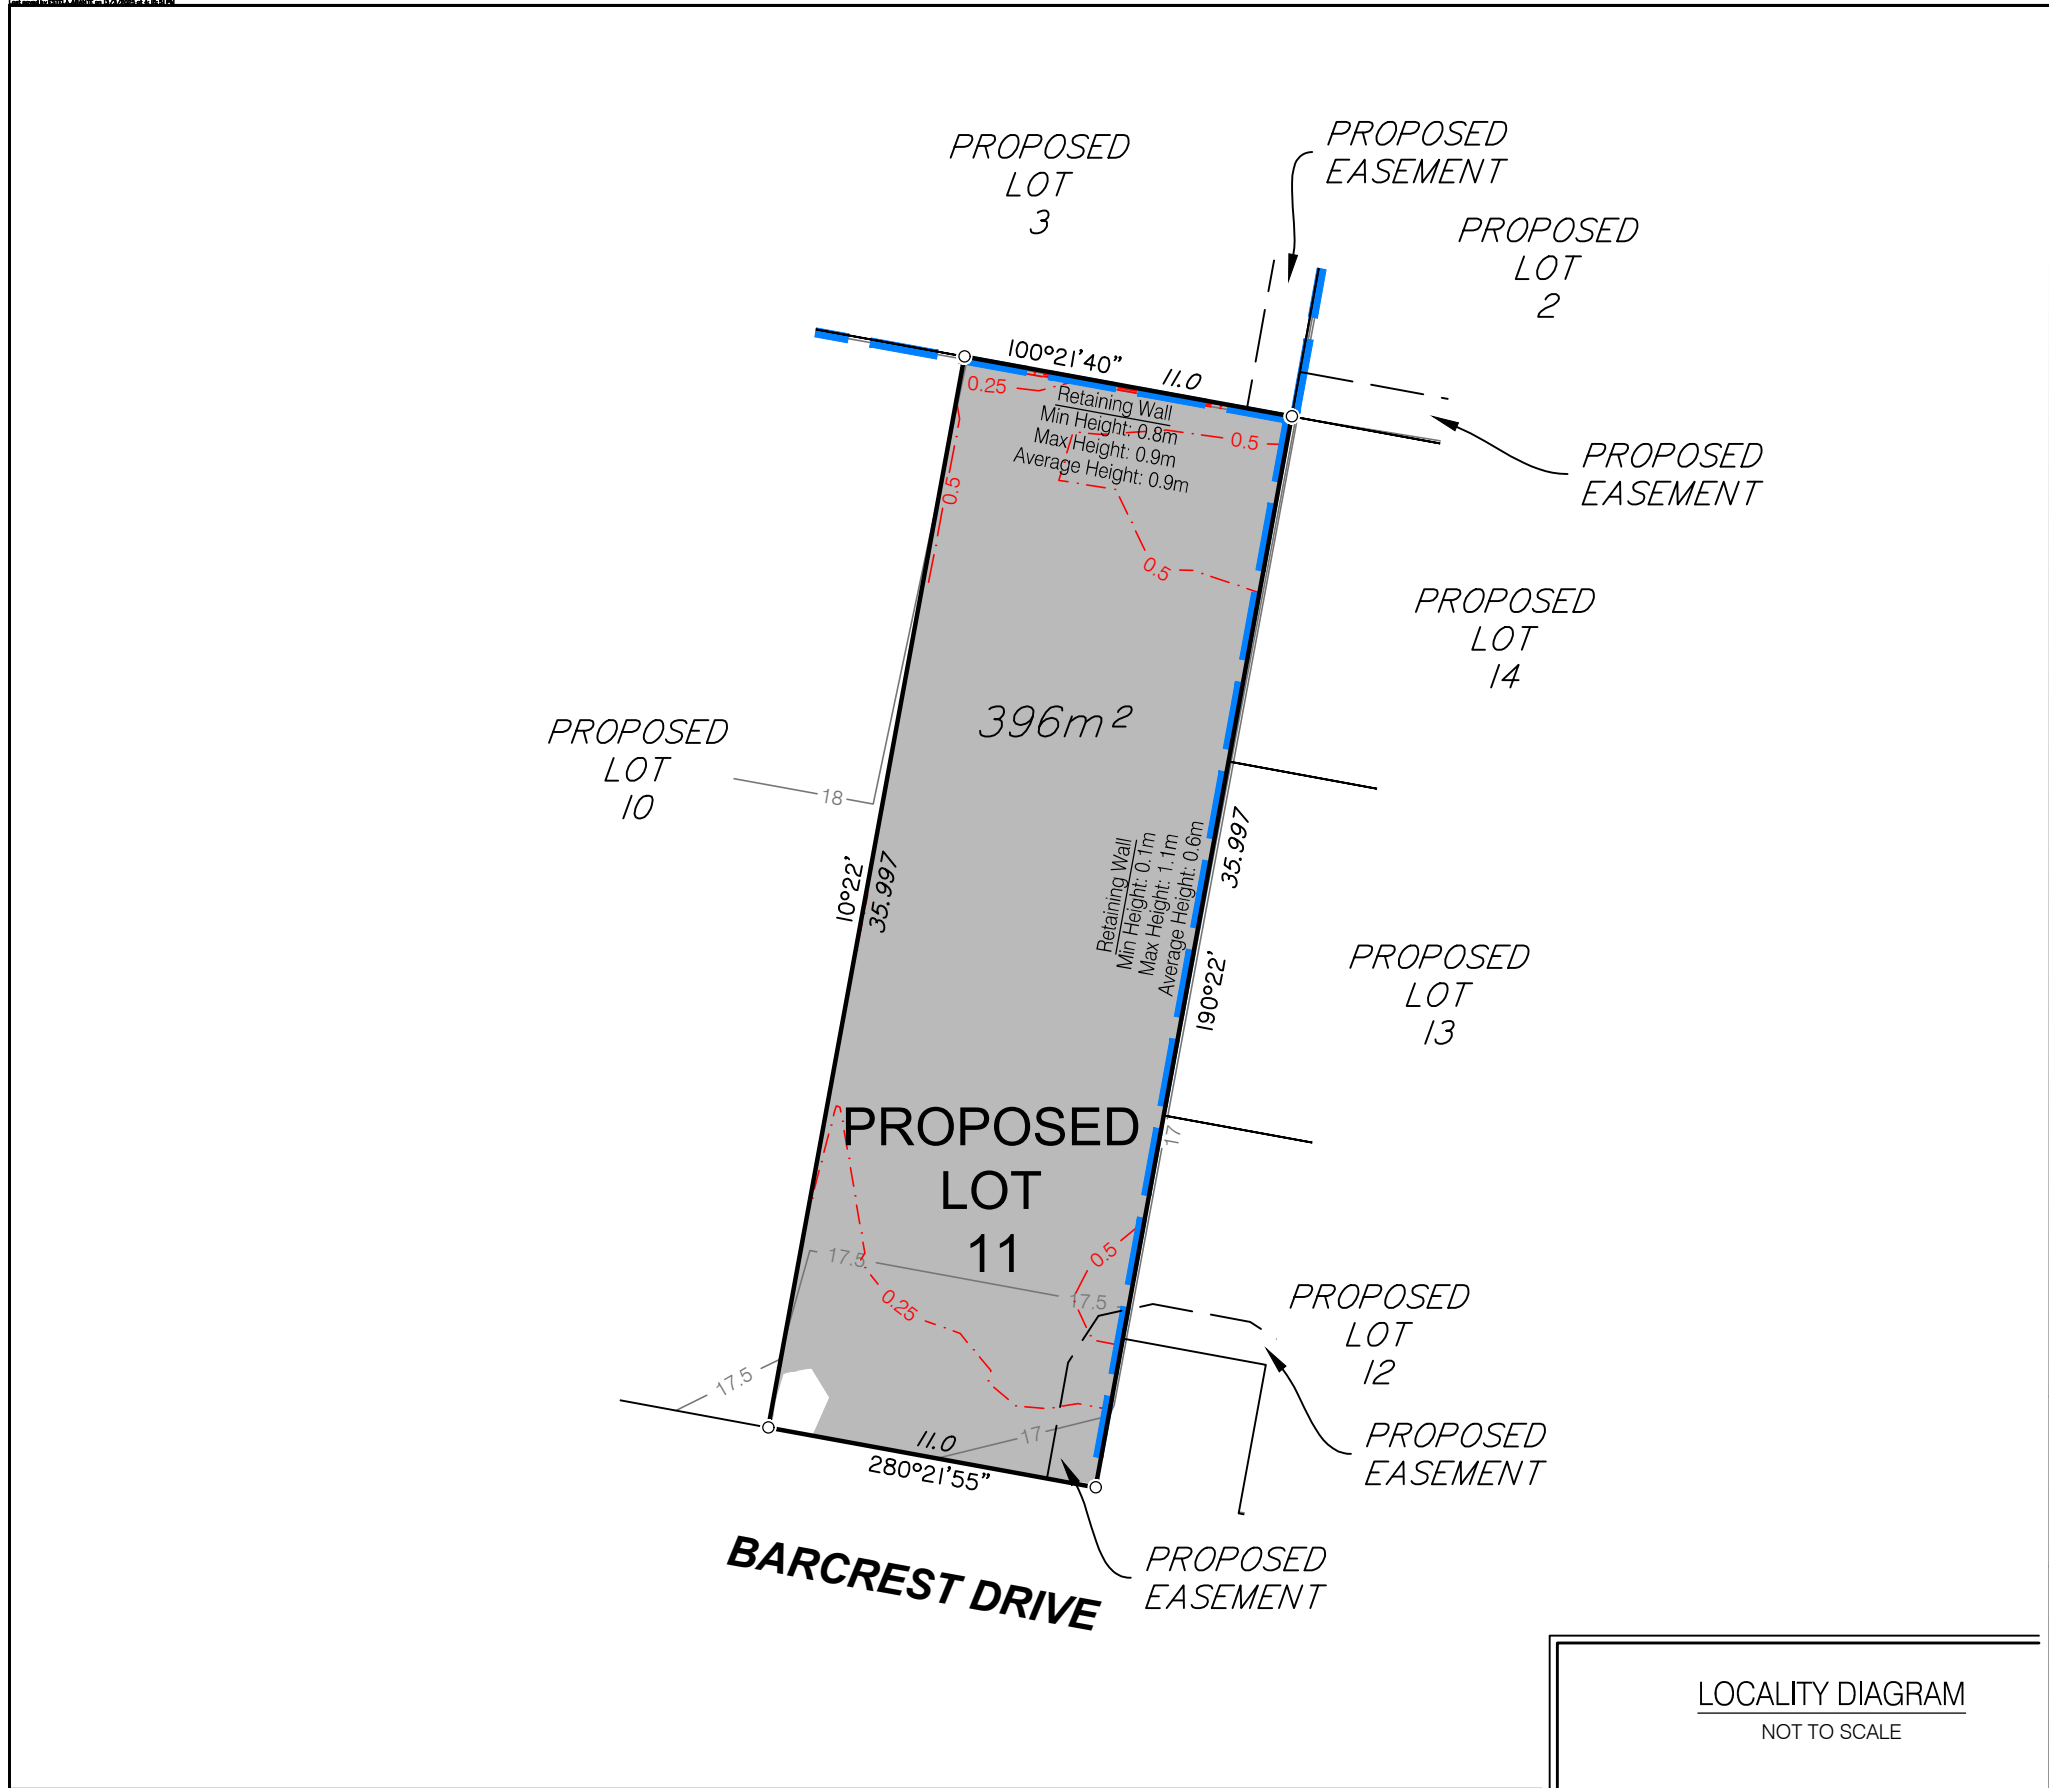 PROPOSED
LOT
3
PROPOSED
EASEMENT
PROPOSED
LOT
2
100°21'40"
11.0
0.25
Retaining Wall
Min Height: 0.8m
Max Height: 0.9m
Average Height: 0.9m
0.5
0.5
0.5
PROPOSED
EASEMENT
PROPOSED
LOT
14
396m²
PROPOSED
LOT
10
18
10°22'
35.997
Retaining Wall
Min Height: 0.1m
Max Height: 1.1m
Average Height: 0.6m
35.997
190°22'
PROPOSED
LOT
13
PROPOSED
LOT
11
17
17.5
0.5
17.5
0.25
PROPOSED
LOT
12
17.5
17
11.0
280°21'55"
PROPOSED
EASEMENT
BARCREST DRIVE
PROPOSED
EASEMENT
LOCALITY DIAGRAM
NOT TO SCALE